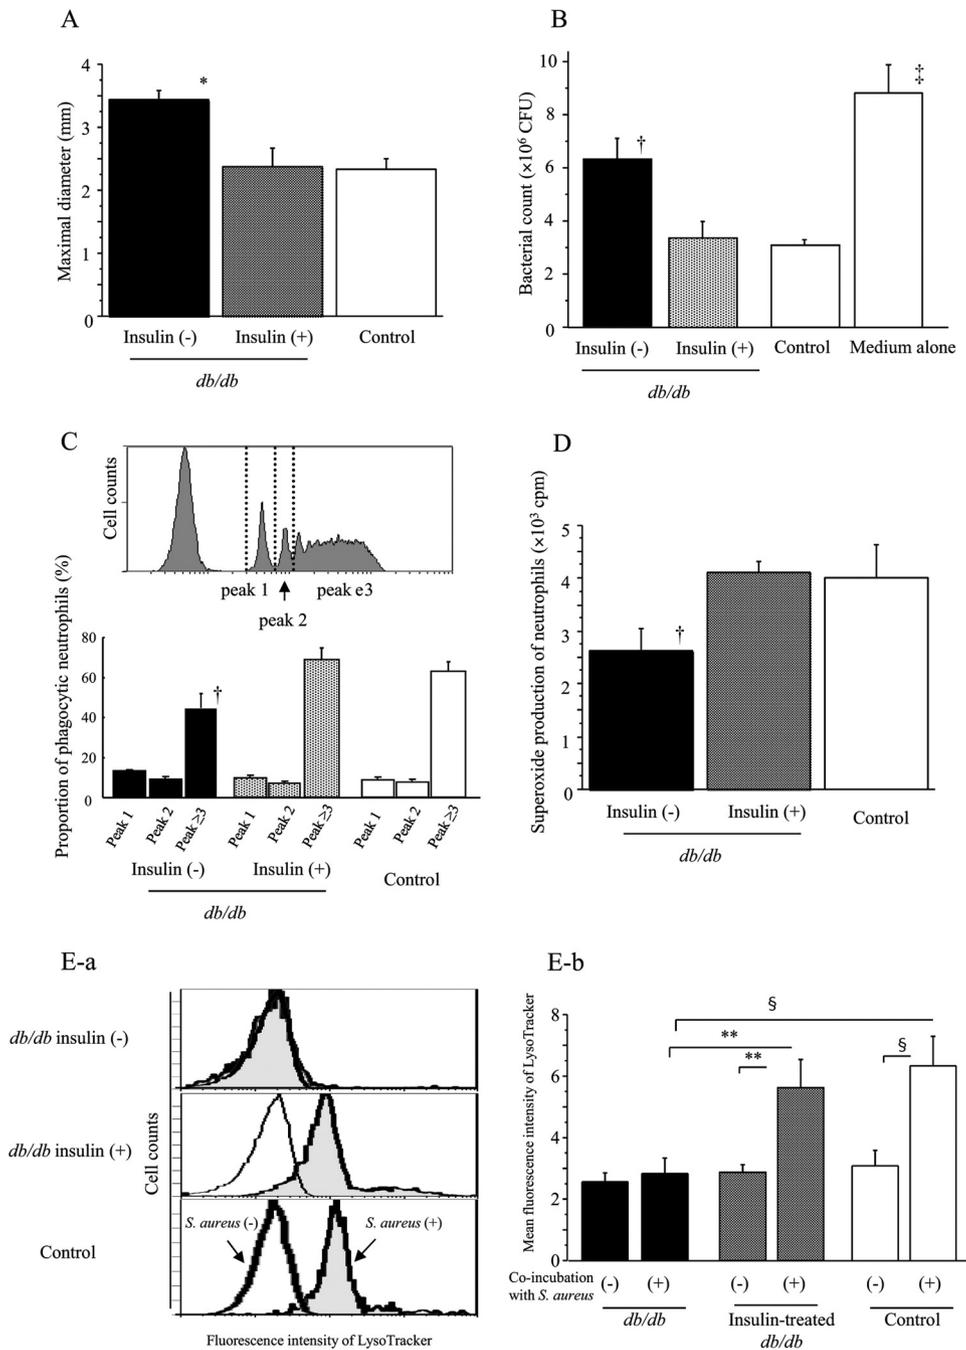 A
Maximal diameter (mm)
4
3
2
1
0
*
Insulin (-)
Insulin (+)
Control
db/db
B
Bacterial count (×10⁶ CFU)
10
8
6
4
2
0
†
‡
Insulin (-)
Insulin (+)
Control
Medium alone
db/db
C
Cell counts
peak 1
peak 2
peak e3
Proportion of phagocytic neutrophils (%)
80
60
40
20
0
†
Peak 1
Peak 2
Peak ≥3
Peak 1
Peak 2
Peak ≥3
Peak 1
Peak 2
Peak ≥3
Insulin (-)
Insulin (+)
Control
db/db
D
Superoxide production of neutrophils (×10³ cpm)
5
4
3
2
1
0
†
Insulin (-)
Insulin (+)
Control
db/db
E-a
db/db insulin (-)
db/db insulin (+)
Control
Cell counts
S. aureus (-)
S. aureus (+)
Fluorescence intensity of LysoTracker
E-b
Mean fluorescence intensity of LysoTracker
8
6
4
2
0
§
**
**
§
Co-incubation
with S. aureus
(-)
(+)
(-)
(+)
(-)
(+)
db/db
Insulin-treated
db/db
Control